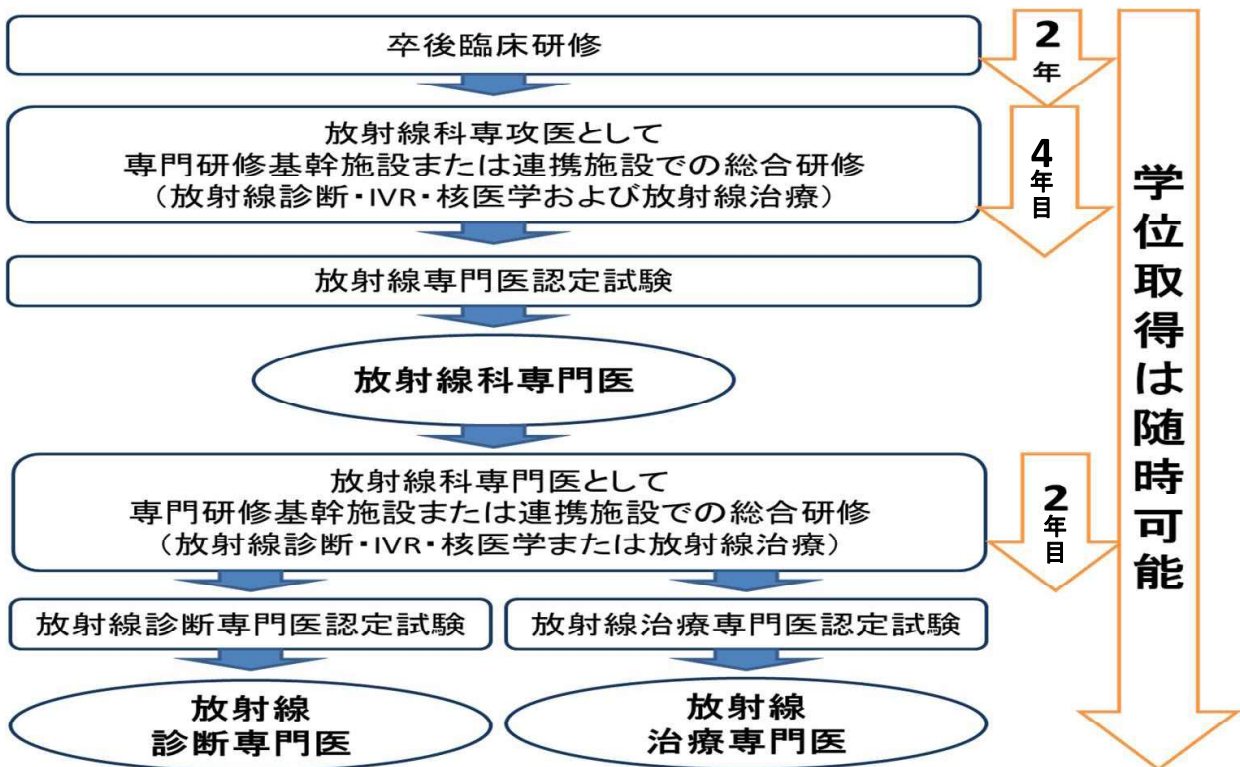 卒後臨床研修
2
年
放射線科専攻医として
専門研修基幹施設または連携施設での総合研修
（放射線診断・IVR・核医学および放射線治療）
4
年
目
放射線専門医認定試験
放射線科専門医
放射線科専門医として
専門研修基幹施設または連携施設での総合研修
（放射線診断・IVR・核医学または放射線治療）
2
年
目
放射線診断専門医認定試験
放射線治療専門医認定試験
放射線
診断専門医
放射線
治療専門医
学位取得は随時可能